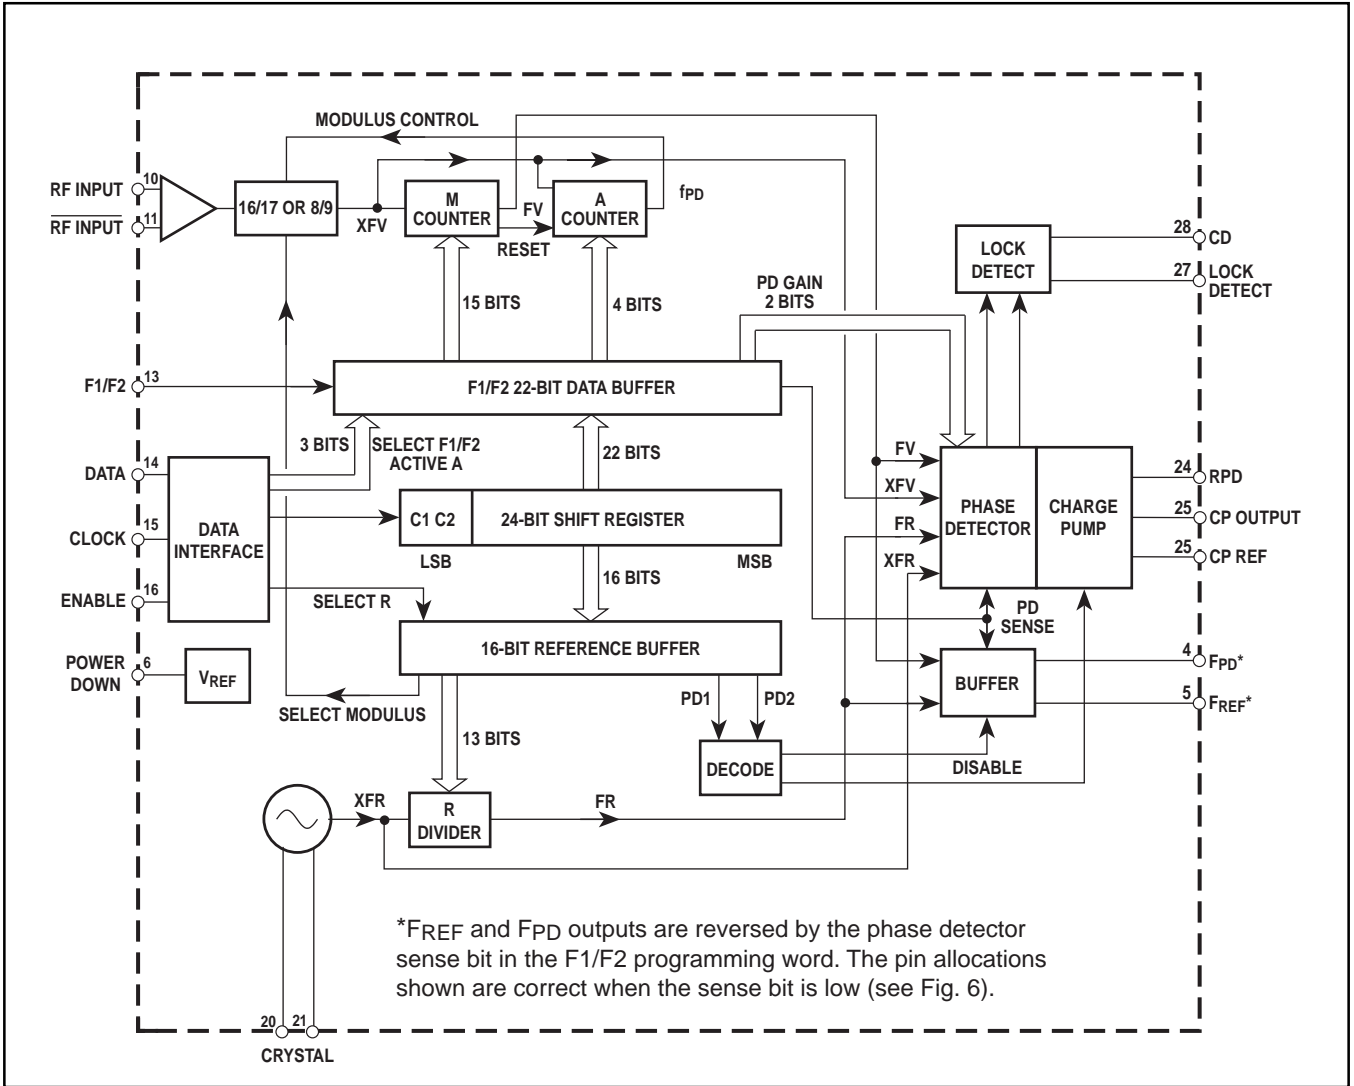 MODULUS CONTROL
RF INPUT
10
RF INPUT
11
16/17 OR 8/9
XFV
M
COUNTER
FV
RESET
A
COUNTER
fPD
28
CD
27
LOCK
DETECT
LOCK
DETECT
15 BITS
4 BITS
PD GAIN
2 BITS
F1/F2
13
F1/F2 22-BIT DATA BUFFER
3 BITS
SELECT F1/F2
ACTIVE A
22 BITS
DATA
14
CLOCK
15
ENABLE
16
DATA
INTERFACE
C1 C2
24-BIT SHIFT REGISTER
LSB
MSB
16 BITS
SELECT R
FV
XFV
FR
XFR
PHASE
DETECTOR
CHARGE
PUMP
24
RPD
25
CP OUTPUT
25
CP REF
PD
SENSE
16-BIT REFERENCE BUFFER
POWER
DOWN
6
VREF
SELECT MODULUS
13 BITS
PD1
PD2
BUFFER
4
FPD*
5
FREF*
DECODE
DISABLE
XFR
R
DIVIDER
FR
*FREF and FPD outputs are reversed by the phase detector
sense bit in the F1/F2 programming word. The pin allocations
shown are correct when the sense bit is low (see Fig. 6).
20
21
CRYSTAL